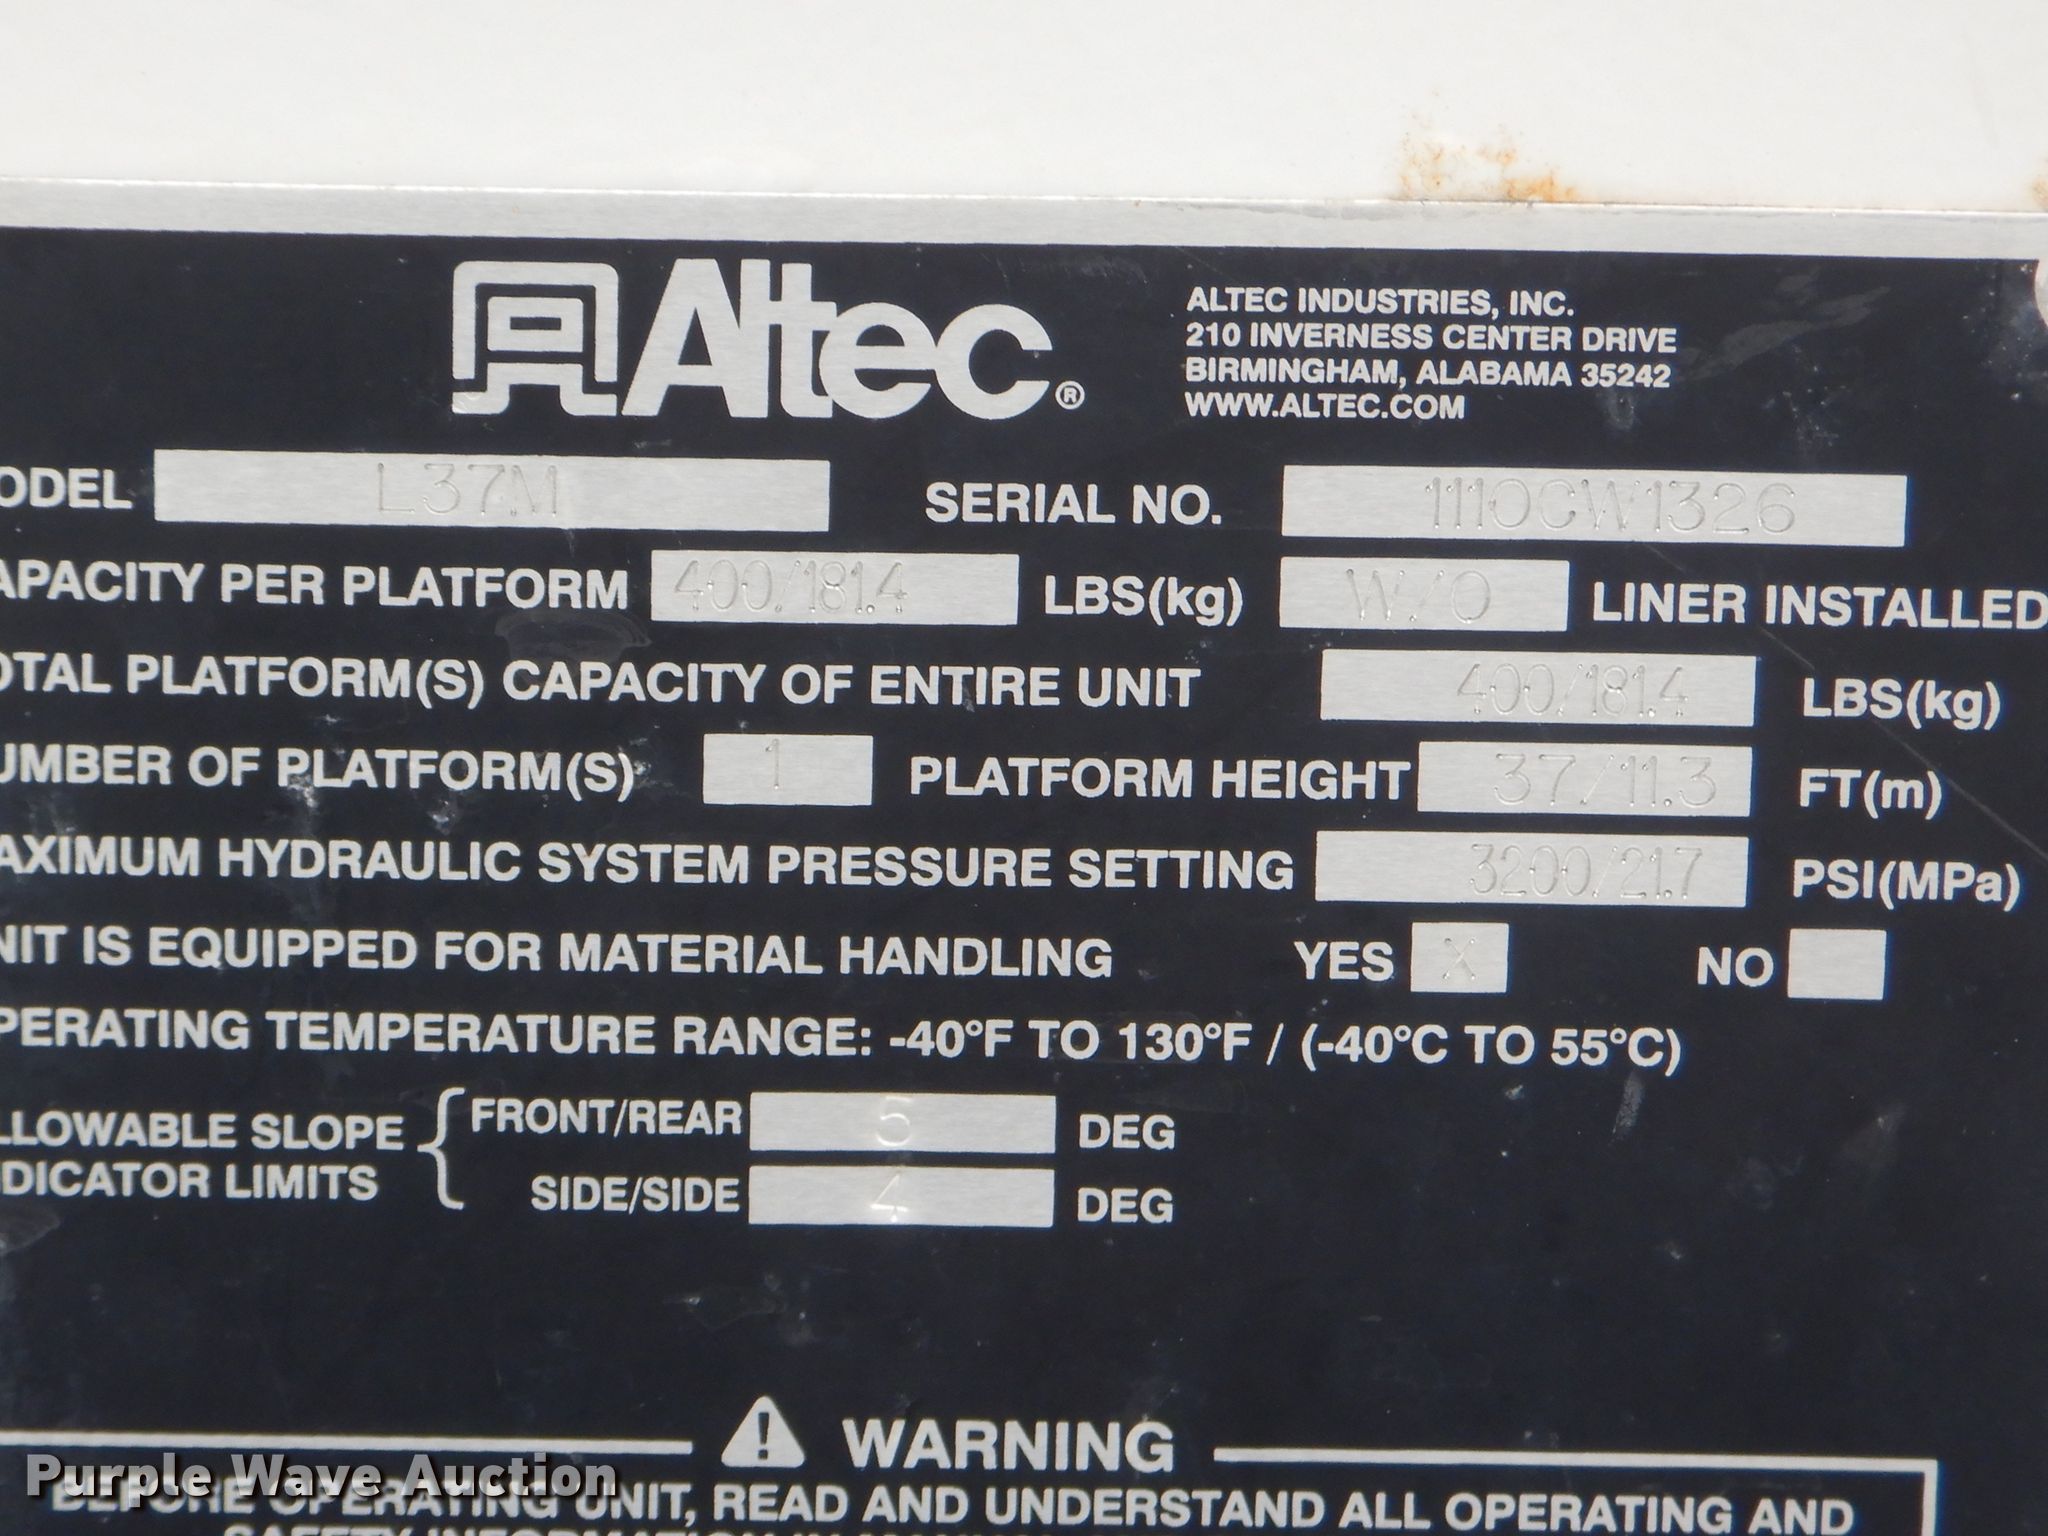 Altec®
ALTEC INDUSTRIES, INC.
210 INVERNESS CENTER DRIVE
BIRMINGHAM, ALABAMA 35242
WWW.ALTEC.COM
ODEL L37M SERIAL NO. 1110CW1326
APACITY PER PLATFORM 400/181.4 LBS(kg) W/O LINER INSTALLED
OTAL PLATFORM(S) CAPACITY OF ENTIRE UNIT 400/181.4 LBS(kg)
UMBER OF PLATFORM(S) 1 PLATFORM HEIGHT 37/11.3 FT(m)
AXIMUM HYDRAULIC SYSTEM PRESSURE SETTING 3200/21.7 PSI(MPa)
NIT IS EQUIPPED FOR MATERIAL HANDLING YES X NO
PERATING TEMPERATURE RANGE: -40°F TO 130°F / (-40°C TO 55°C)
LLOWABLE SLOPE FRONT/REAR 5 DEG
DICATOR LIMITS SIDE/SIDE 4 DEG
WARNING
BEFORE OPERATING UNIT, READ AND UNDERSTAND ALL OPERATING AND
Purple Wave Auction